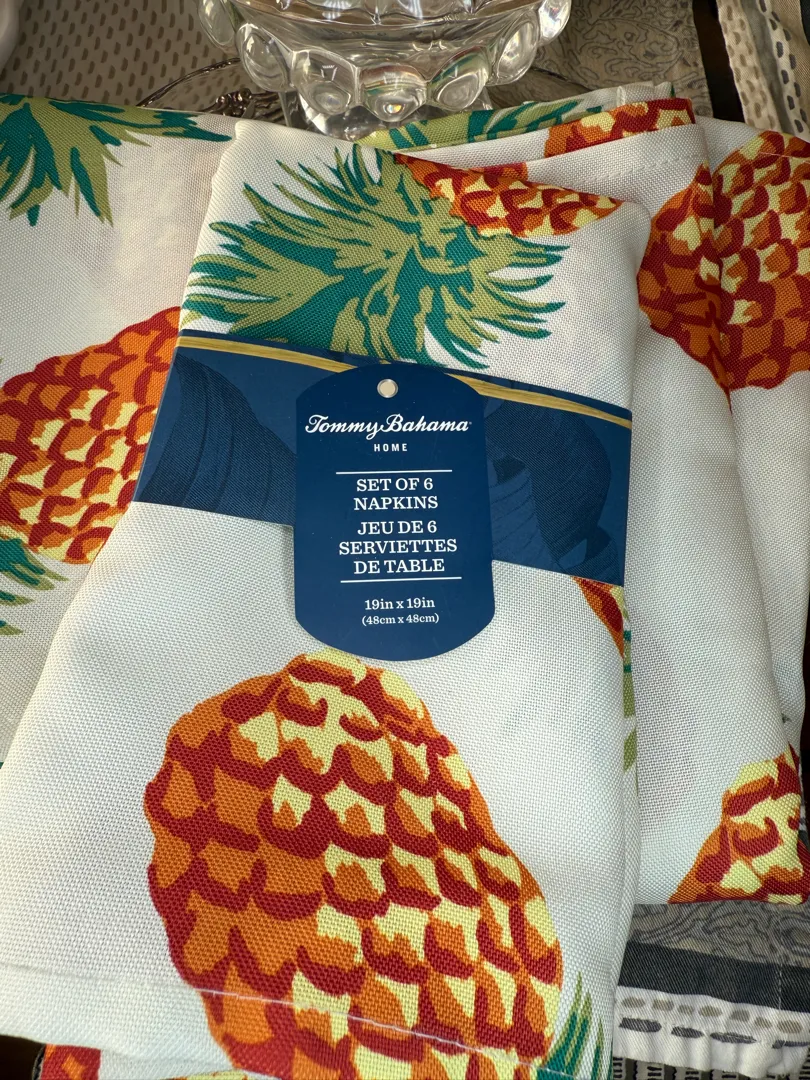 Tommy Bahama
HOME
SET OF 6
NAPKINS
JEU DE 6
SERVIETTES
DE TABLE
19in x 19in
(48cm x 48cm)